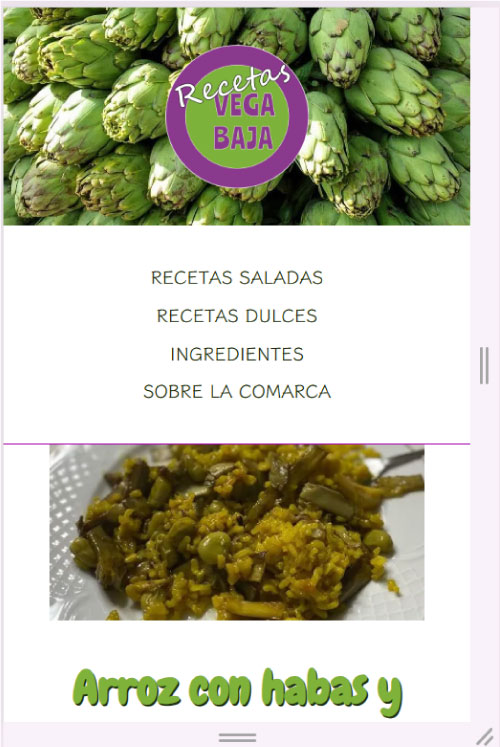 Recetas
VEGA
BAJA
RECETAS SALADAS
RECETAS DULCES
INGREDIENTES
SOBRE LA COMARCA
Arroz con habas y